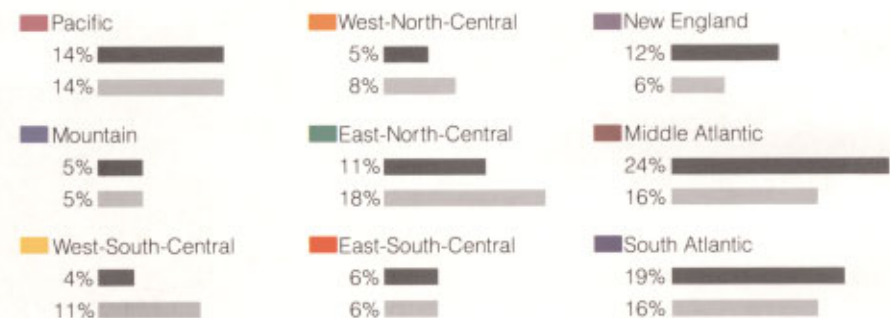 Pacific
14%
14%
West-North-Central
5%
8%
New England
12%
6%
Mountain
5%
5%
East-North-Central
11%
18%
Middle Atlantic
24%
16%
West-South-Central
4%
11%
East-South-Central
6%
6%
South Atlantic
19%
16%